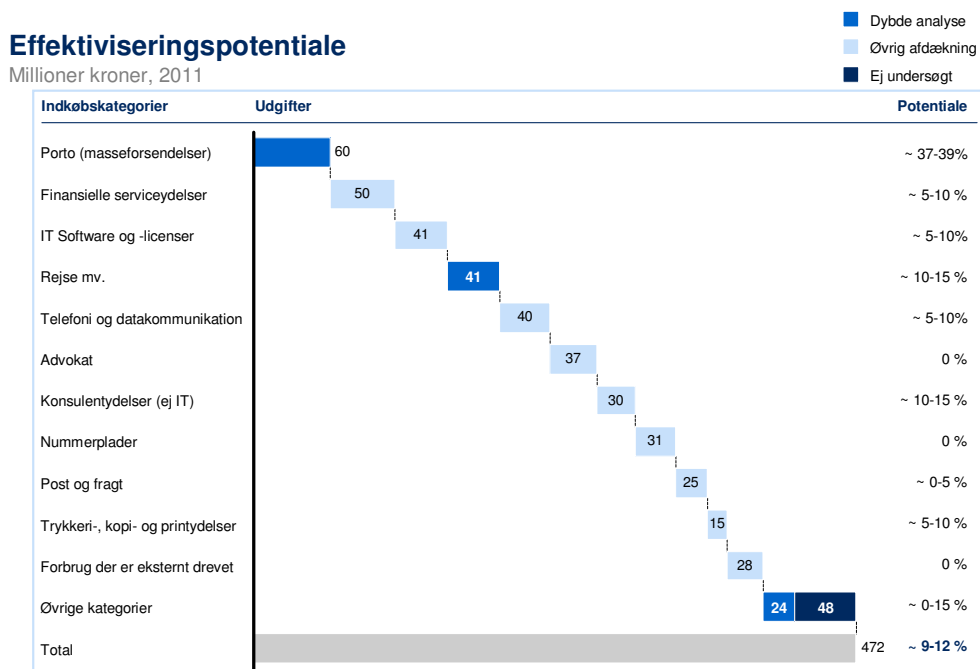 Dybde analyse
Effektiviseringspotentiale
Øvrig afdækning
Millioner kroner, 2011
Ej undersøgt
Indkøbskategorier Udgifter Potentiale
Porto (masseforsendelser) 60 ~ 37-39%
Finansielle serviceydelser 50 ~ 5-10 %
IT Software og -licenser 41 ~ 5-10%
Rejse mv. 41 ~ 10-15 %
Telefoni og datakommunikation 40 ~ 5-10%
Advokat 37 0 %
Konsulentydelser (ej IT) 30 ~ 10-15 %
Nummerplader 31 0 %
Post og fragt 25 ~ 0-5 %
Trykkeri-, kopi- og printydelser 15 ~ 5-10 %
Forbrug der er eksternt drevet 28 0 %
Øvrige kategorier 24 48 ~ 0-15 %
Total 472 ~ 9-12 %